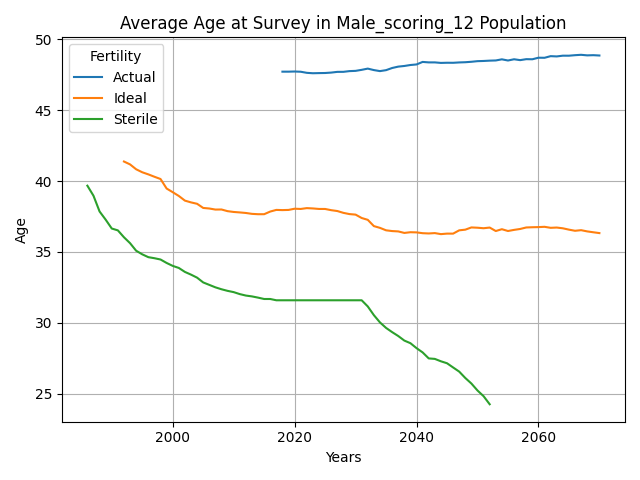 Average Age at Survey in Male_scoring_12 Population
Fertility
Actual
Ideal
Sterile
50
45
40
35
30
25
Age
2000
2020
2040
2060
Years